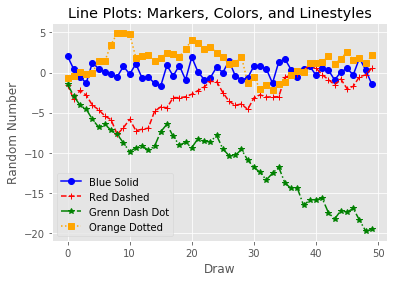 Line Plots: Markers, Colors, and Linestyles
Random Number
5
0
−5
−10
−15
−20
Blue Solid
Red Dashed
Grenn Dash Dot
Orange Dotted
0 10 20 30 40 50
Draw